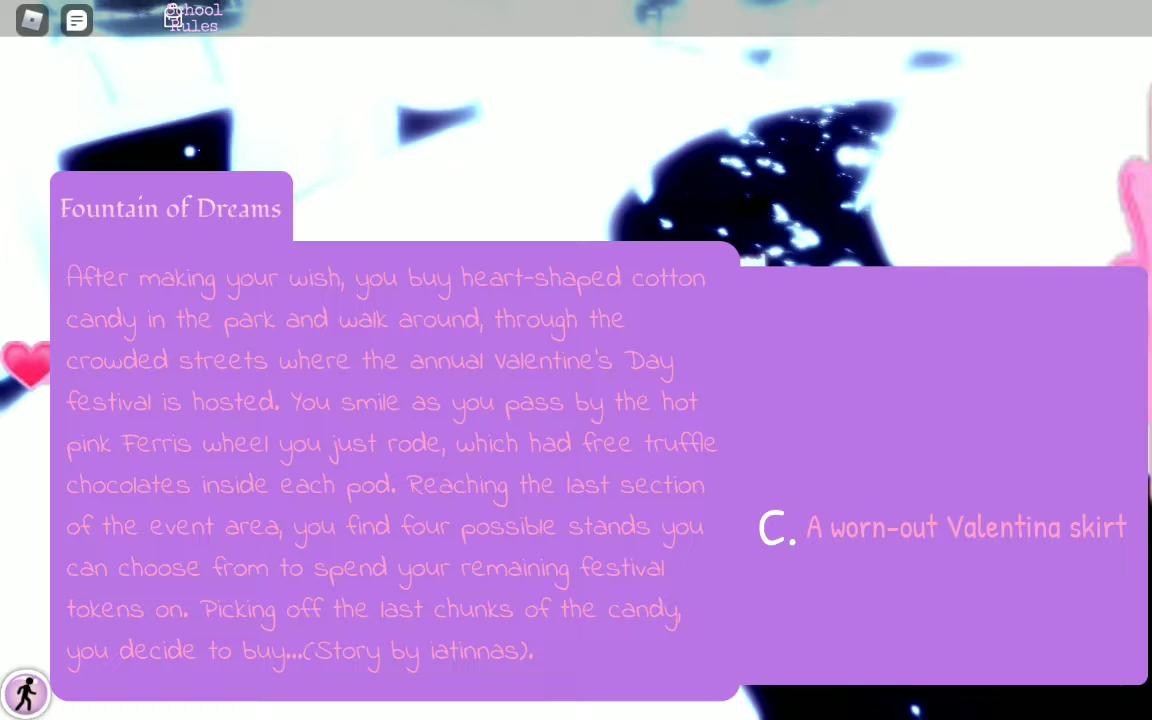 School
Rules
Fountain of Dreams
After making your wish, you buy heart-shaped cotton
candy in the park and walk around, through the
crowded streets where the annual Valentine's Day
festival is hosted. You smile as you pass by the hot
pink Ferris wheel you just rode, which had free truffle
chocolates inside each pod. Reaching the last section
of the event area, you find four possible stands you
can choose from to spend your remaining festival
tokens on. Picking off the last chunks of the candy,
you decide to buy...(Story by iatinnas).
C. A worn-out Valentina skirt